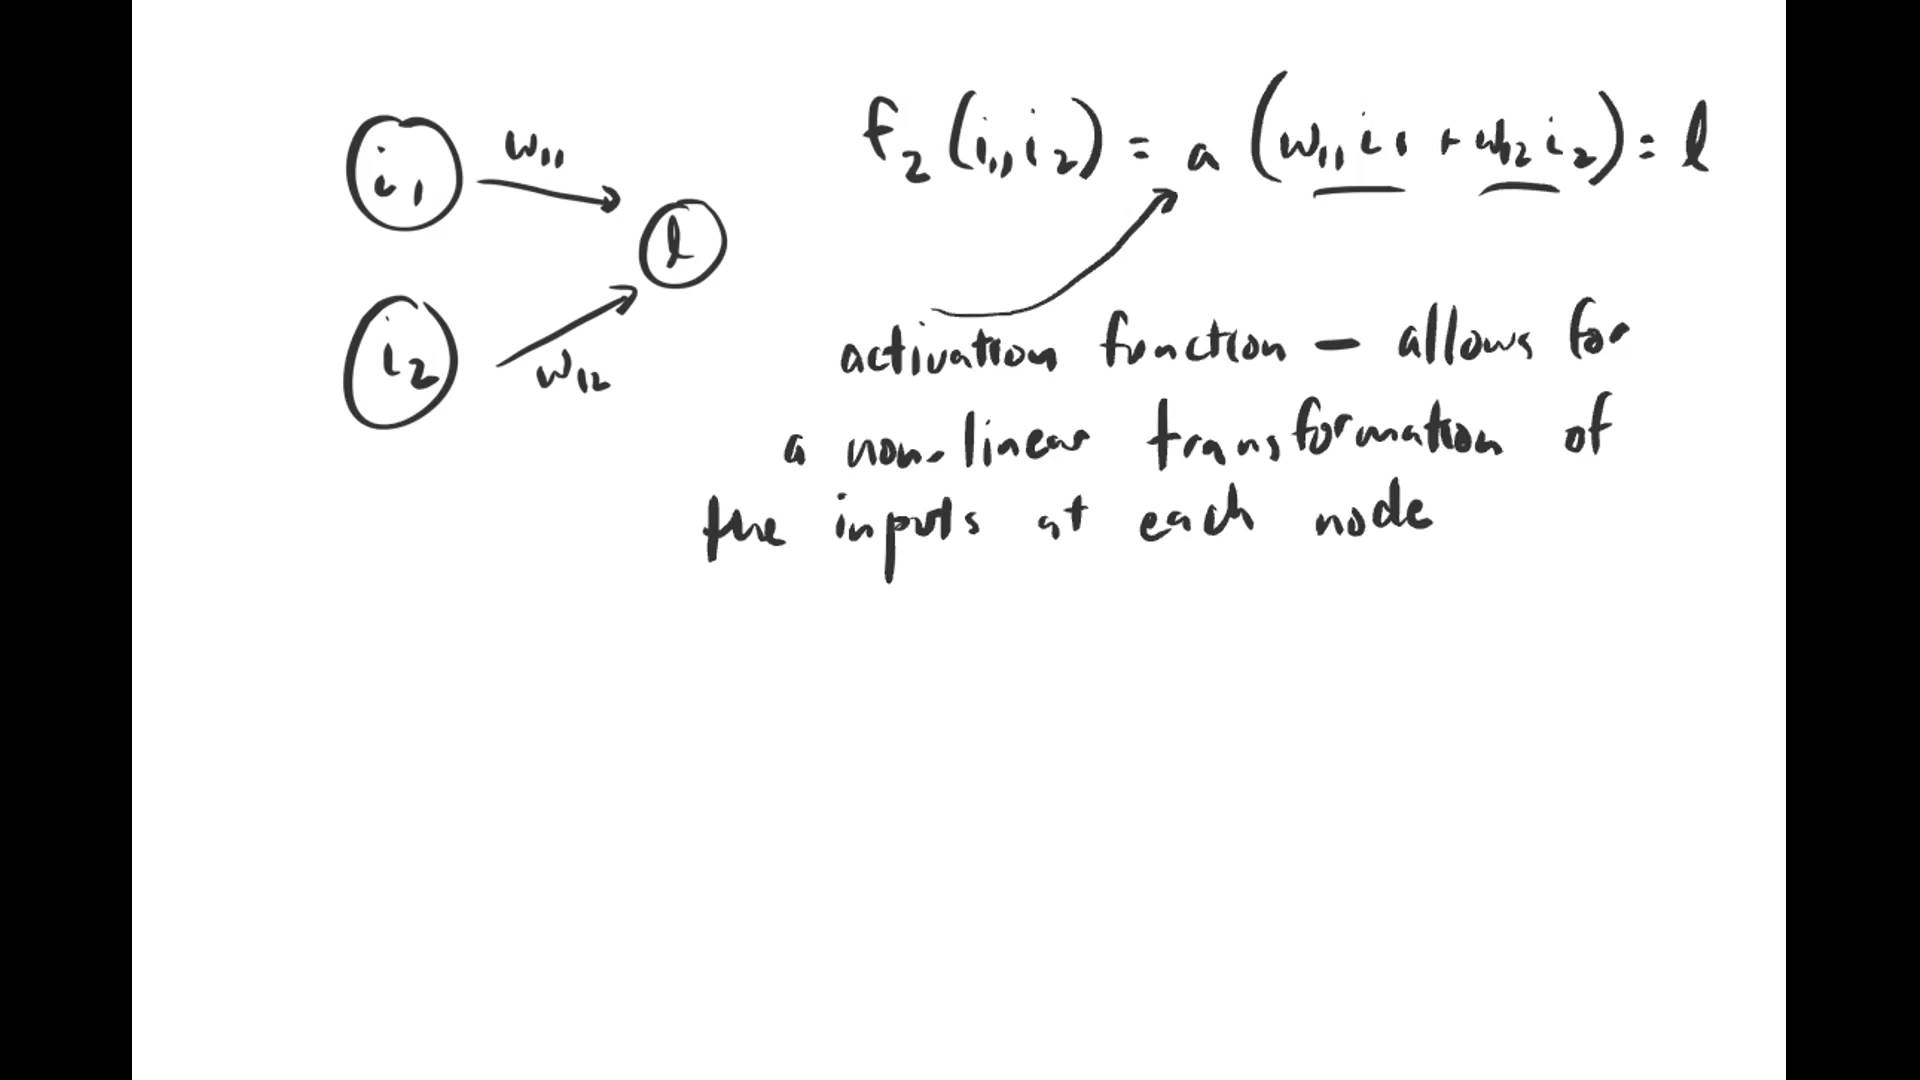 i1 w11
f2(i1,i2) = a(w11i1 + w12i2) = l
l
i2 w12
activation function – allows for
a non-linear transformation of
the inputs at each node